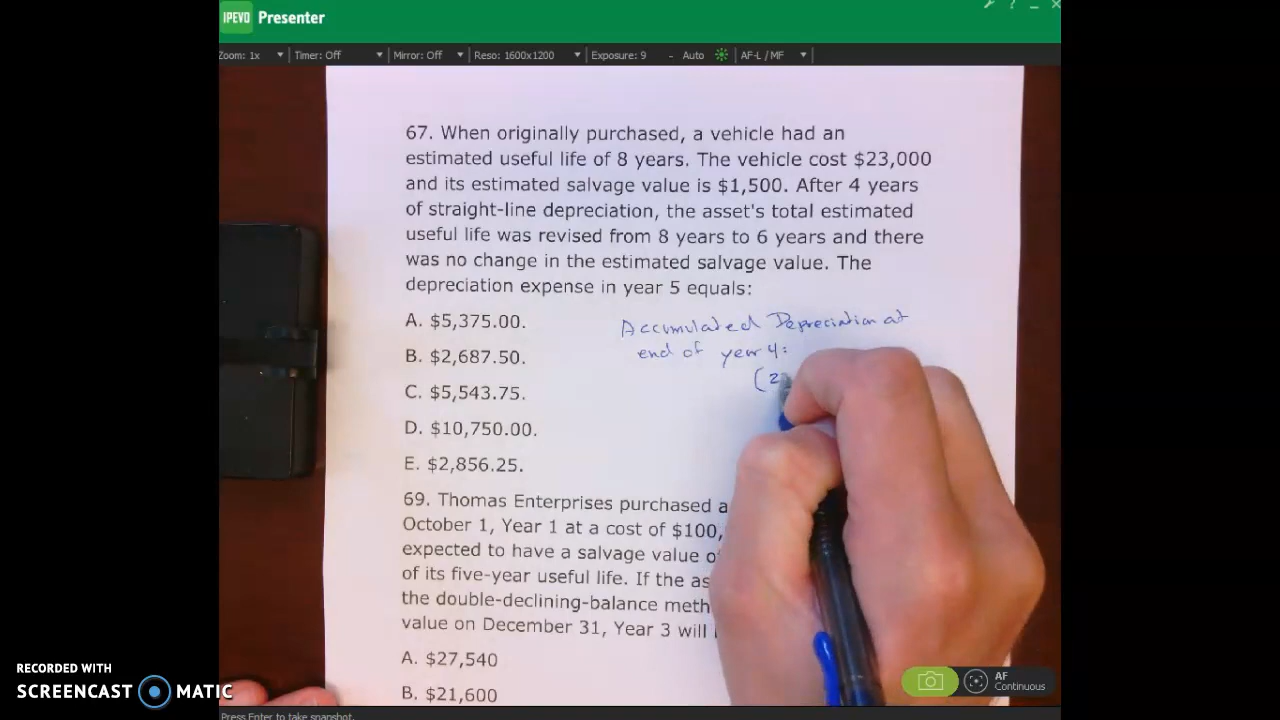 IPEVO Presenter
Zoom: 1x Timer: Off Mirror: Off Reso: 1600x1200 Exposure: 9 - Auto AF-L / MF
67. When originally purchased, a vehicle had an
estimated useful life of 8 years. The vehicle cost $23,000
and its estimated salvage value is $1,500. After 4 years
of straight-line depreciation, the asset's total estimated
useful life was revised from 8 years to 6 years and there
was no change in the estimated salvage value. The
depreciation expense in year 5 equals:
A. $5,375.00.
B. $2,687.50.
C. $5,543.75.
D. $10,750.00.
E. $2,856.25.
Accumulated Depreciation at
end of year 4:
(2
69. Thomas Enterprises purchased a
October 1, Year 1 at a cost of $100,
expected to have a salvage value o
of its five-year useful life. If the as
the double-declining-balance meth
value on December 31, Year 3 will
A. $27,540
B. $21,600
AF
Continuous
RECORDED WITH
SCREENCAST MATIC
Press Enter to take snapshot.